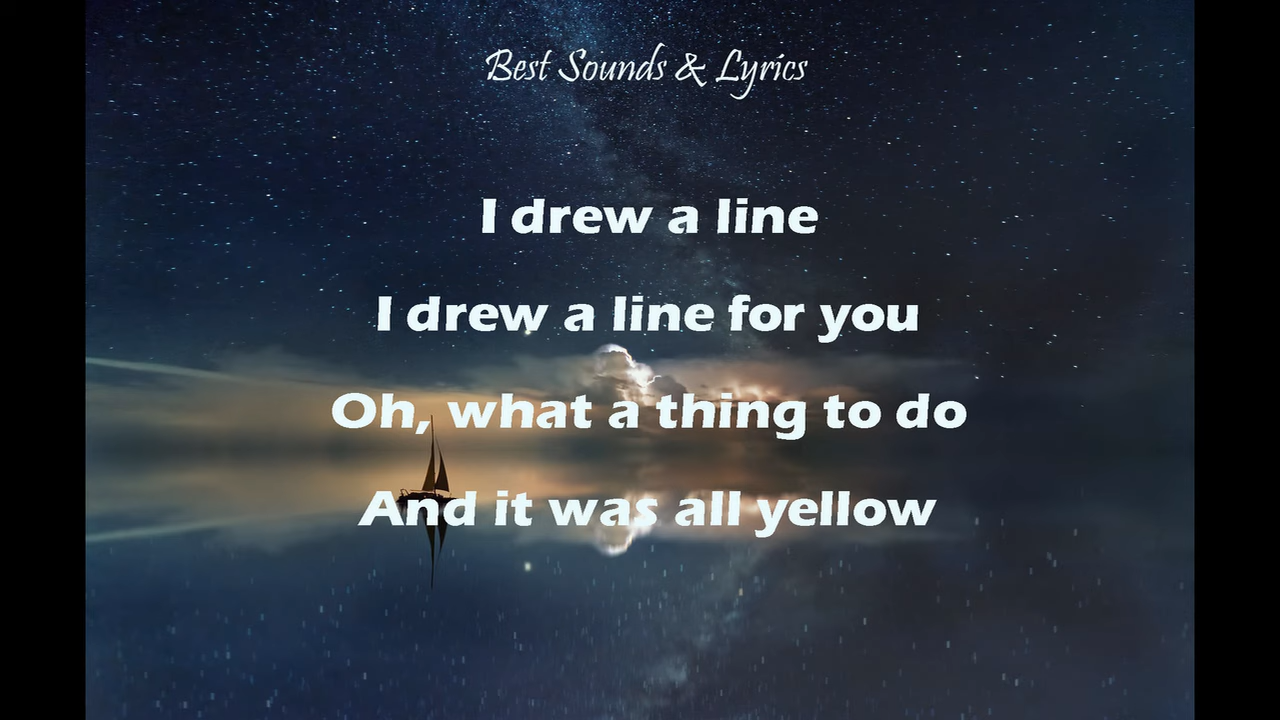 Best Sounds & Lyrics
I drew a line
I drew a line for you
Oh, what a thing to do
And it was all yellow